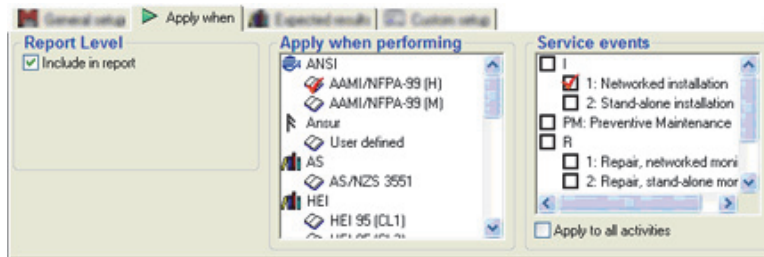 General setup Apply when Expected results Custom setup
Report Level
Include in report
Apply when performing
ANSI
AAMI/NFPA-99 (H)
AAMI/NFPA-99 (M)
Ansur
User defined
AS
AS/NZS 3551
HEI
HEI 95 (CL1)
Service events
I
1: Networked installation
2: Stand-alone installation
PM: Preventive Maintenance
R
1: Repair, networked moni
2: Repair, stand-alone mor
Apply to all activities